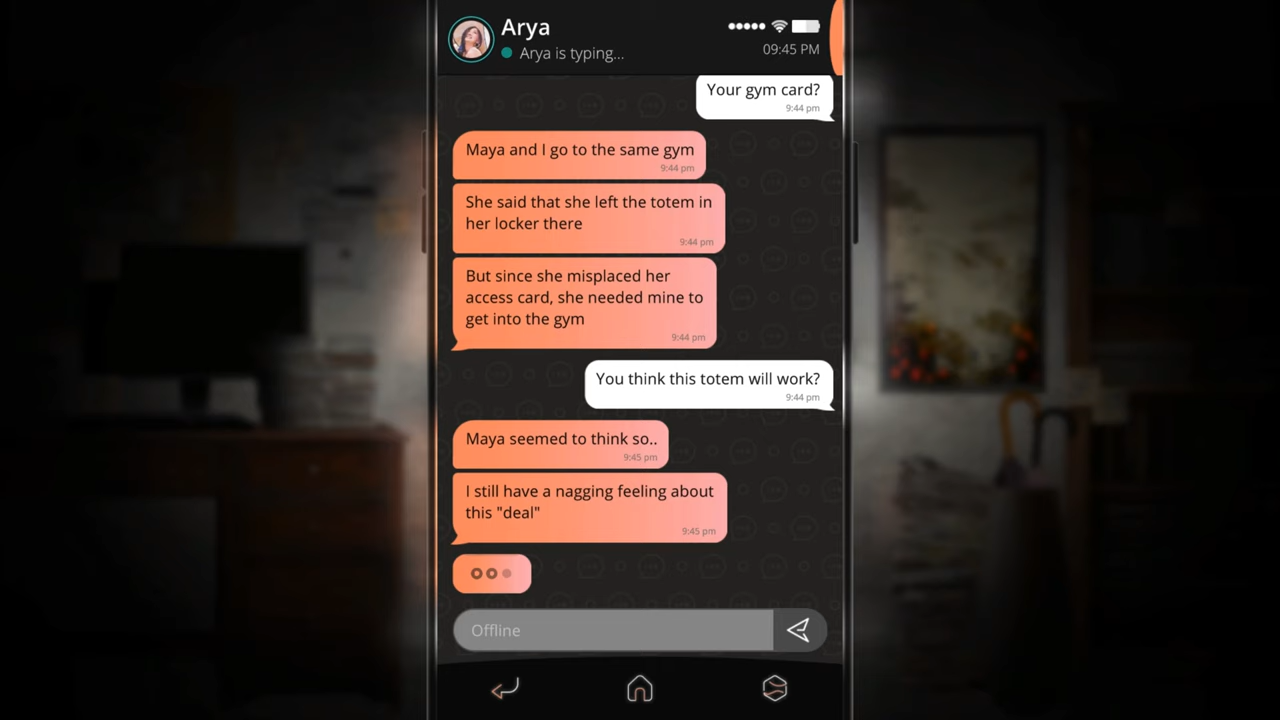 Arya
Arya is typing...
09:45 PM
Your gym card?
9:44 pm
Maya and I go to the same gym
9:44 pm
She said that she left the totem in
her locker there
9:44 pm
But since she misplaced her
access card, she needed mine to
get into the gym
9:44 pm
You think this totem will work?
9:44 pm
Maya seemed to think so..
9:45 pm
I still have a nagging feeling about
this "deal"
9:45 pm
Offline